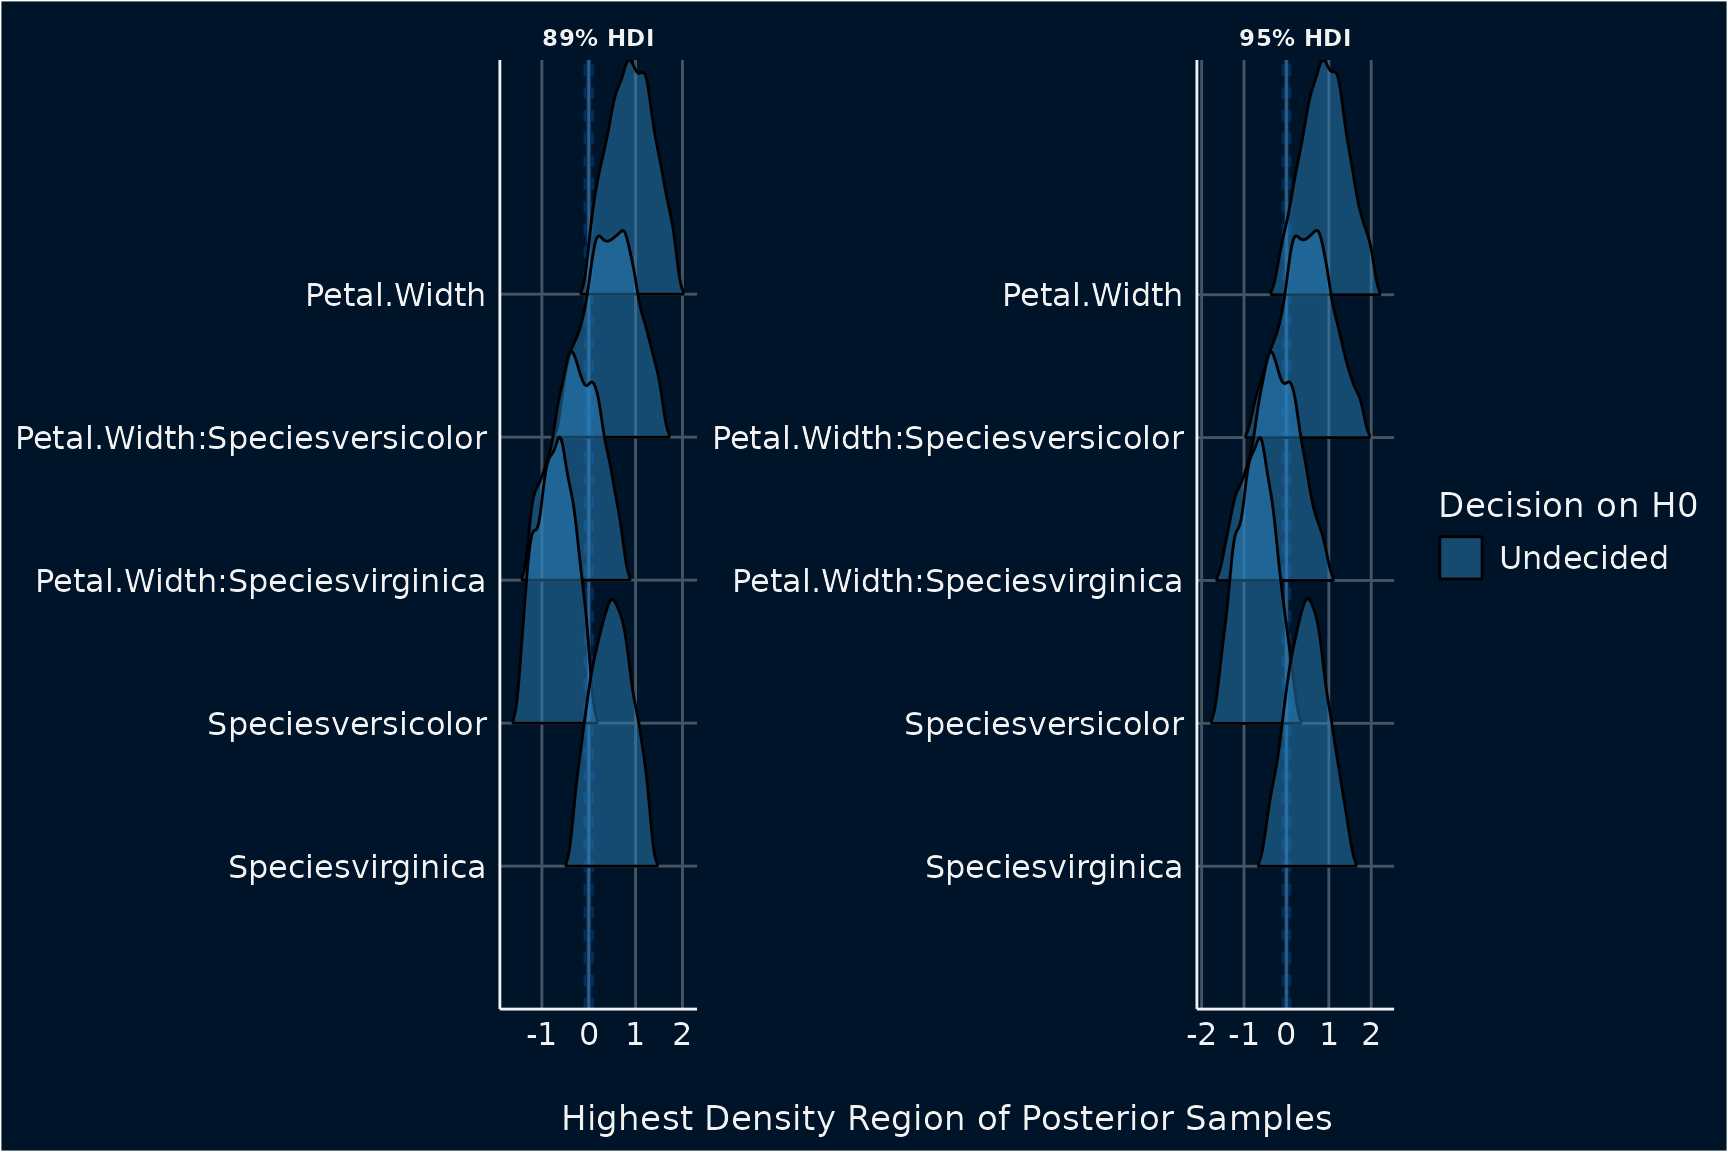 89% HDI
95% HDI
Petal.Width
Petal.Width:Speciesversicolor
Petal.Width:Speciesvirginica
Speciesversicolor
Speciesvirginica
-1 0 1 2
Petal.Width
Petal.Width:Speciesversicolor
Petal.Width:Speciesvirginica
Speciesversicolor
Speciesvirginica
-2 -1 0 1 2
Decision on H0
Undecided
Highest Density Region of Posterior Samples